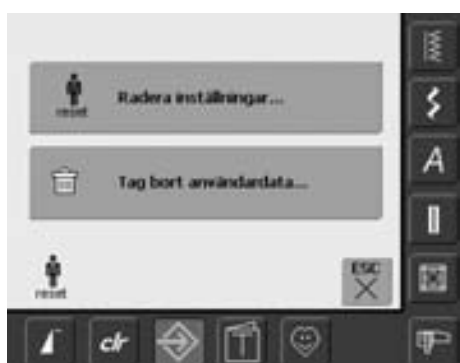 reset
Radera inställningar...
Tag bort användardata...
reset
ESC
A
clr